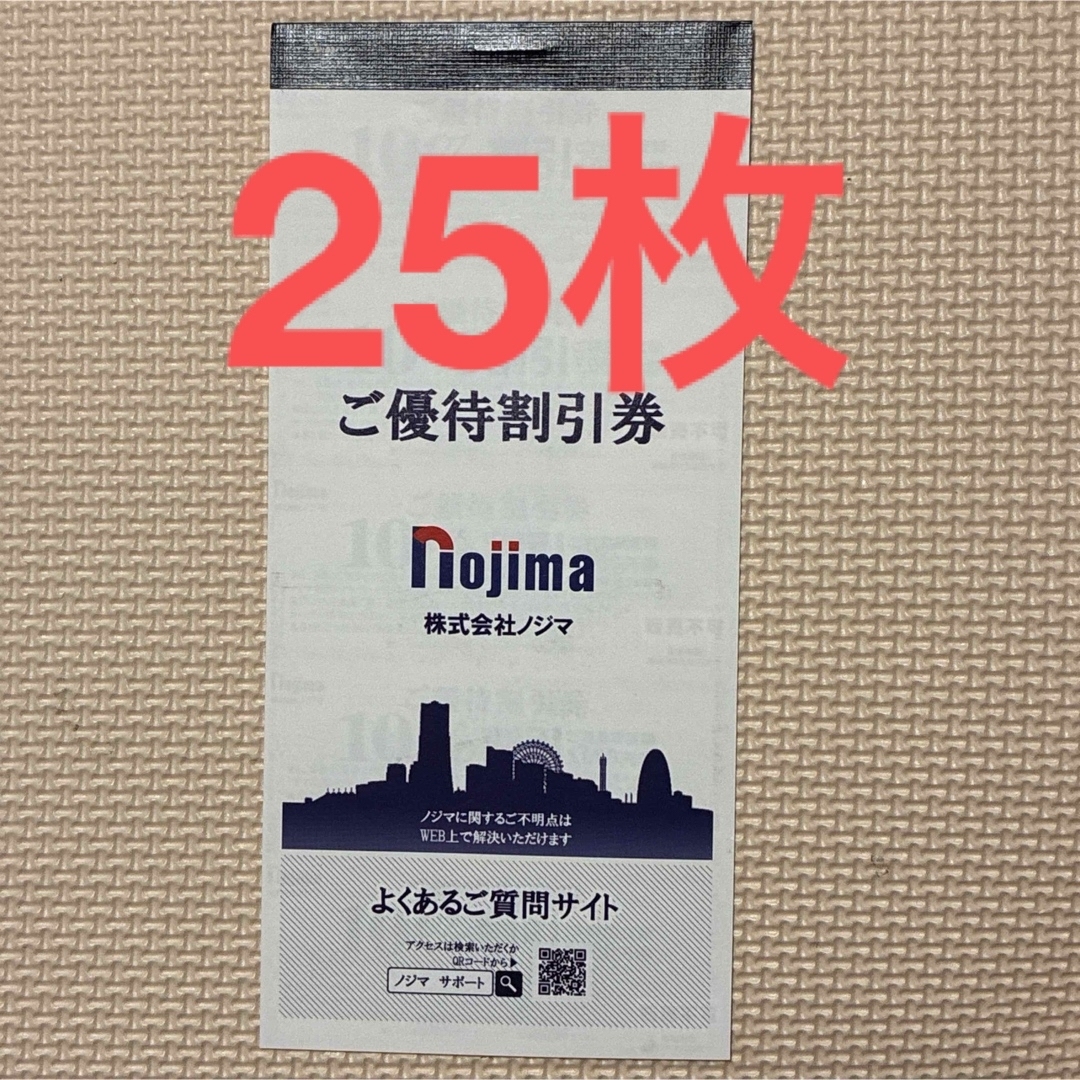 25枚
ご優待割引券
nojima
株式会社ノジマ
ノジマに関するご不明点は
WEB上で解決いただけます
よくあるご質問サイト
アクセスは検索いただくか
QRコードから▶
ノジマ サポート